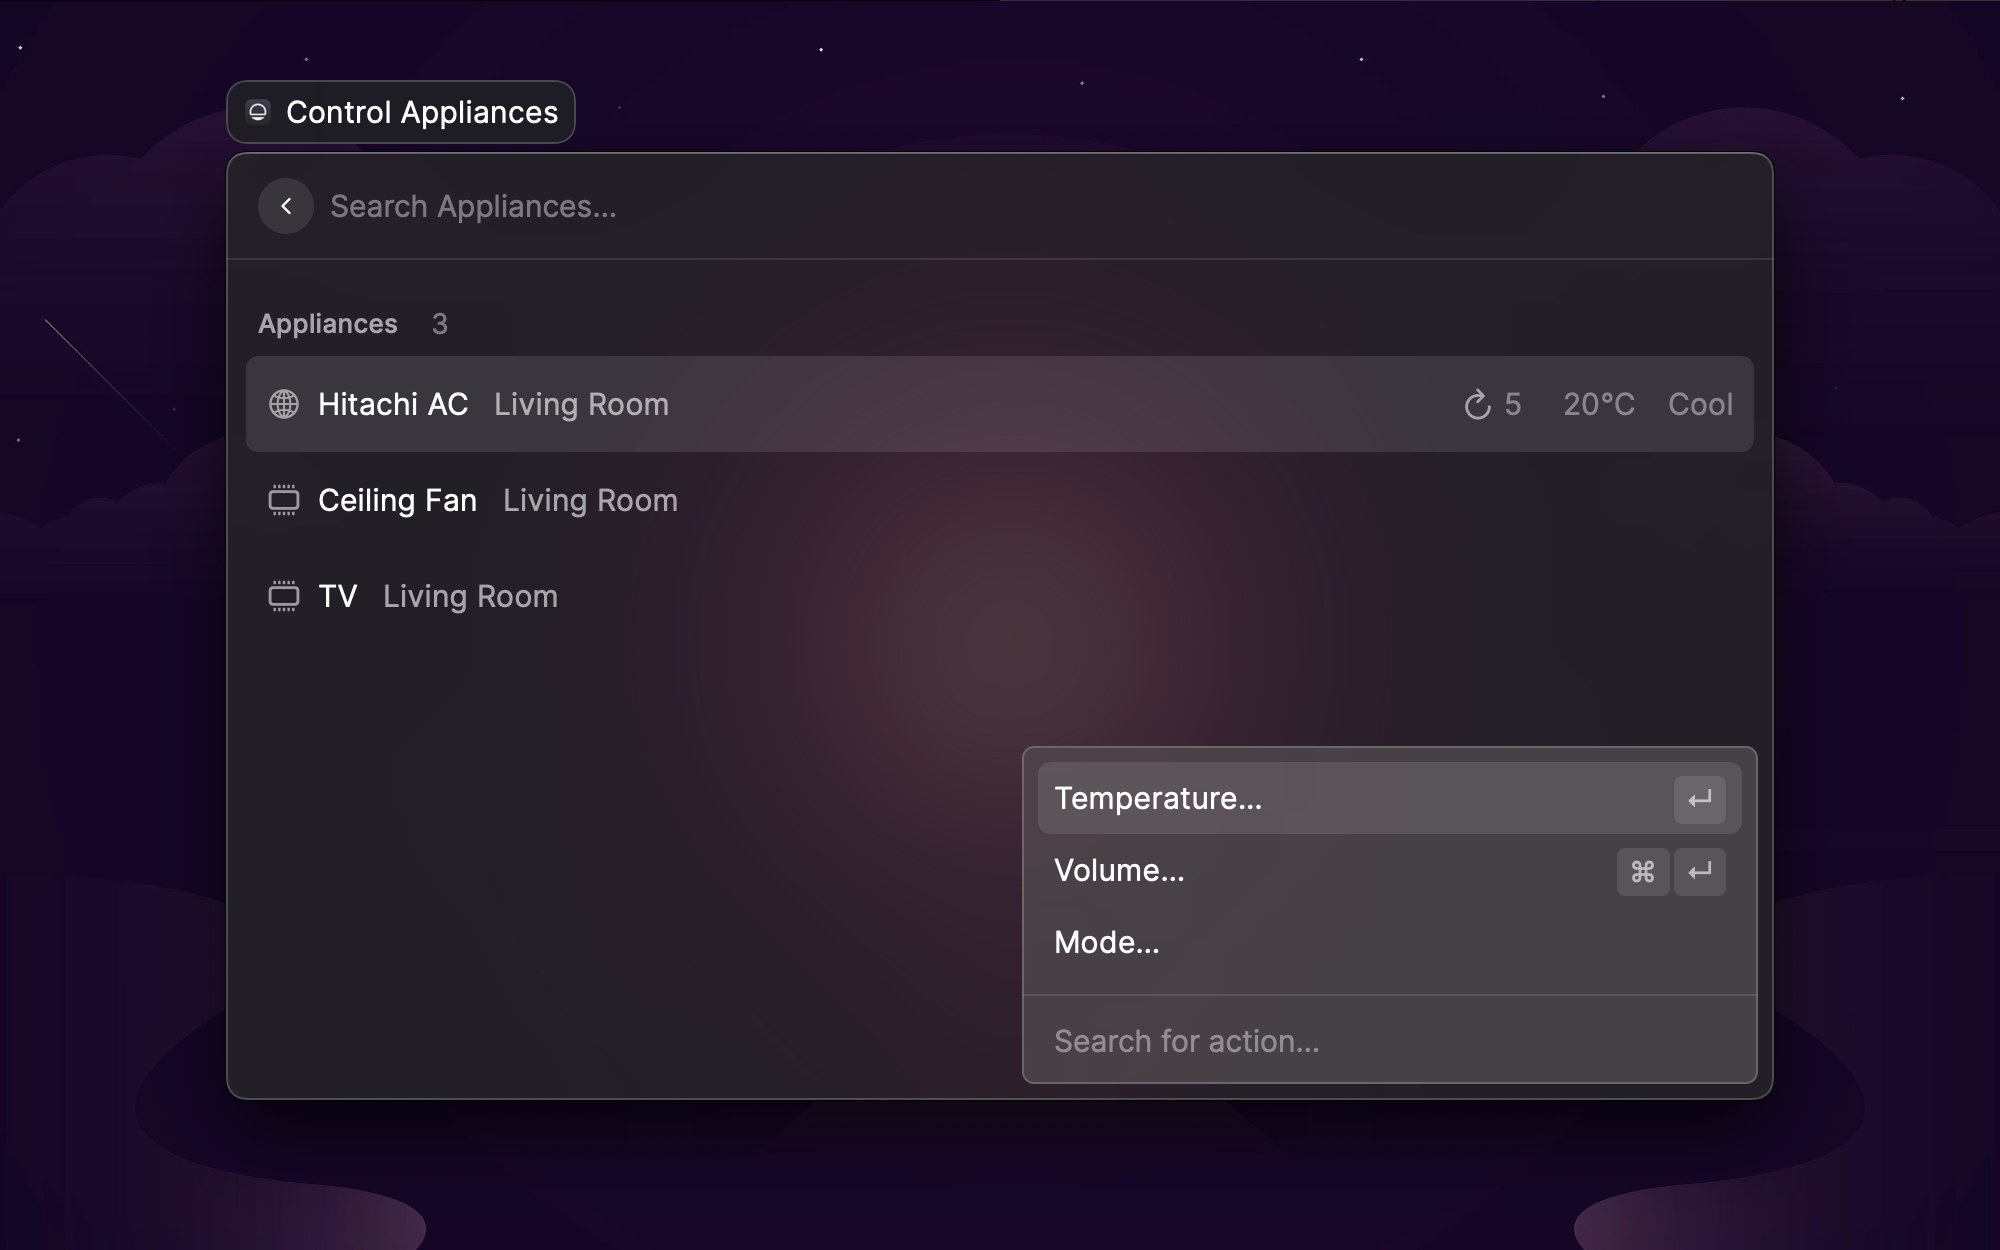 Control Appliances
Search Appliances...
Appliances 3
Hitachi AC Living Room 5 20°C Cool
Ceiling Fan Living Room
TV Living Room
Temperature...
Volume... ⌘
Mode...
Search for action...